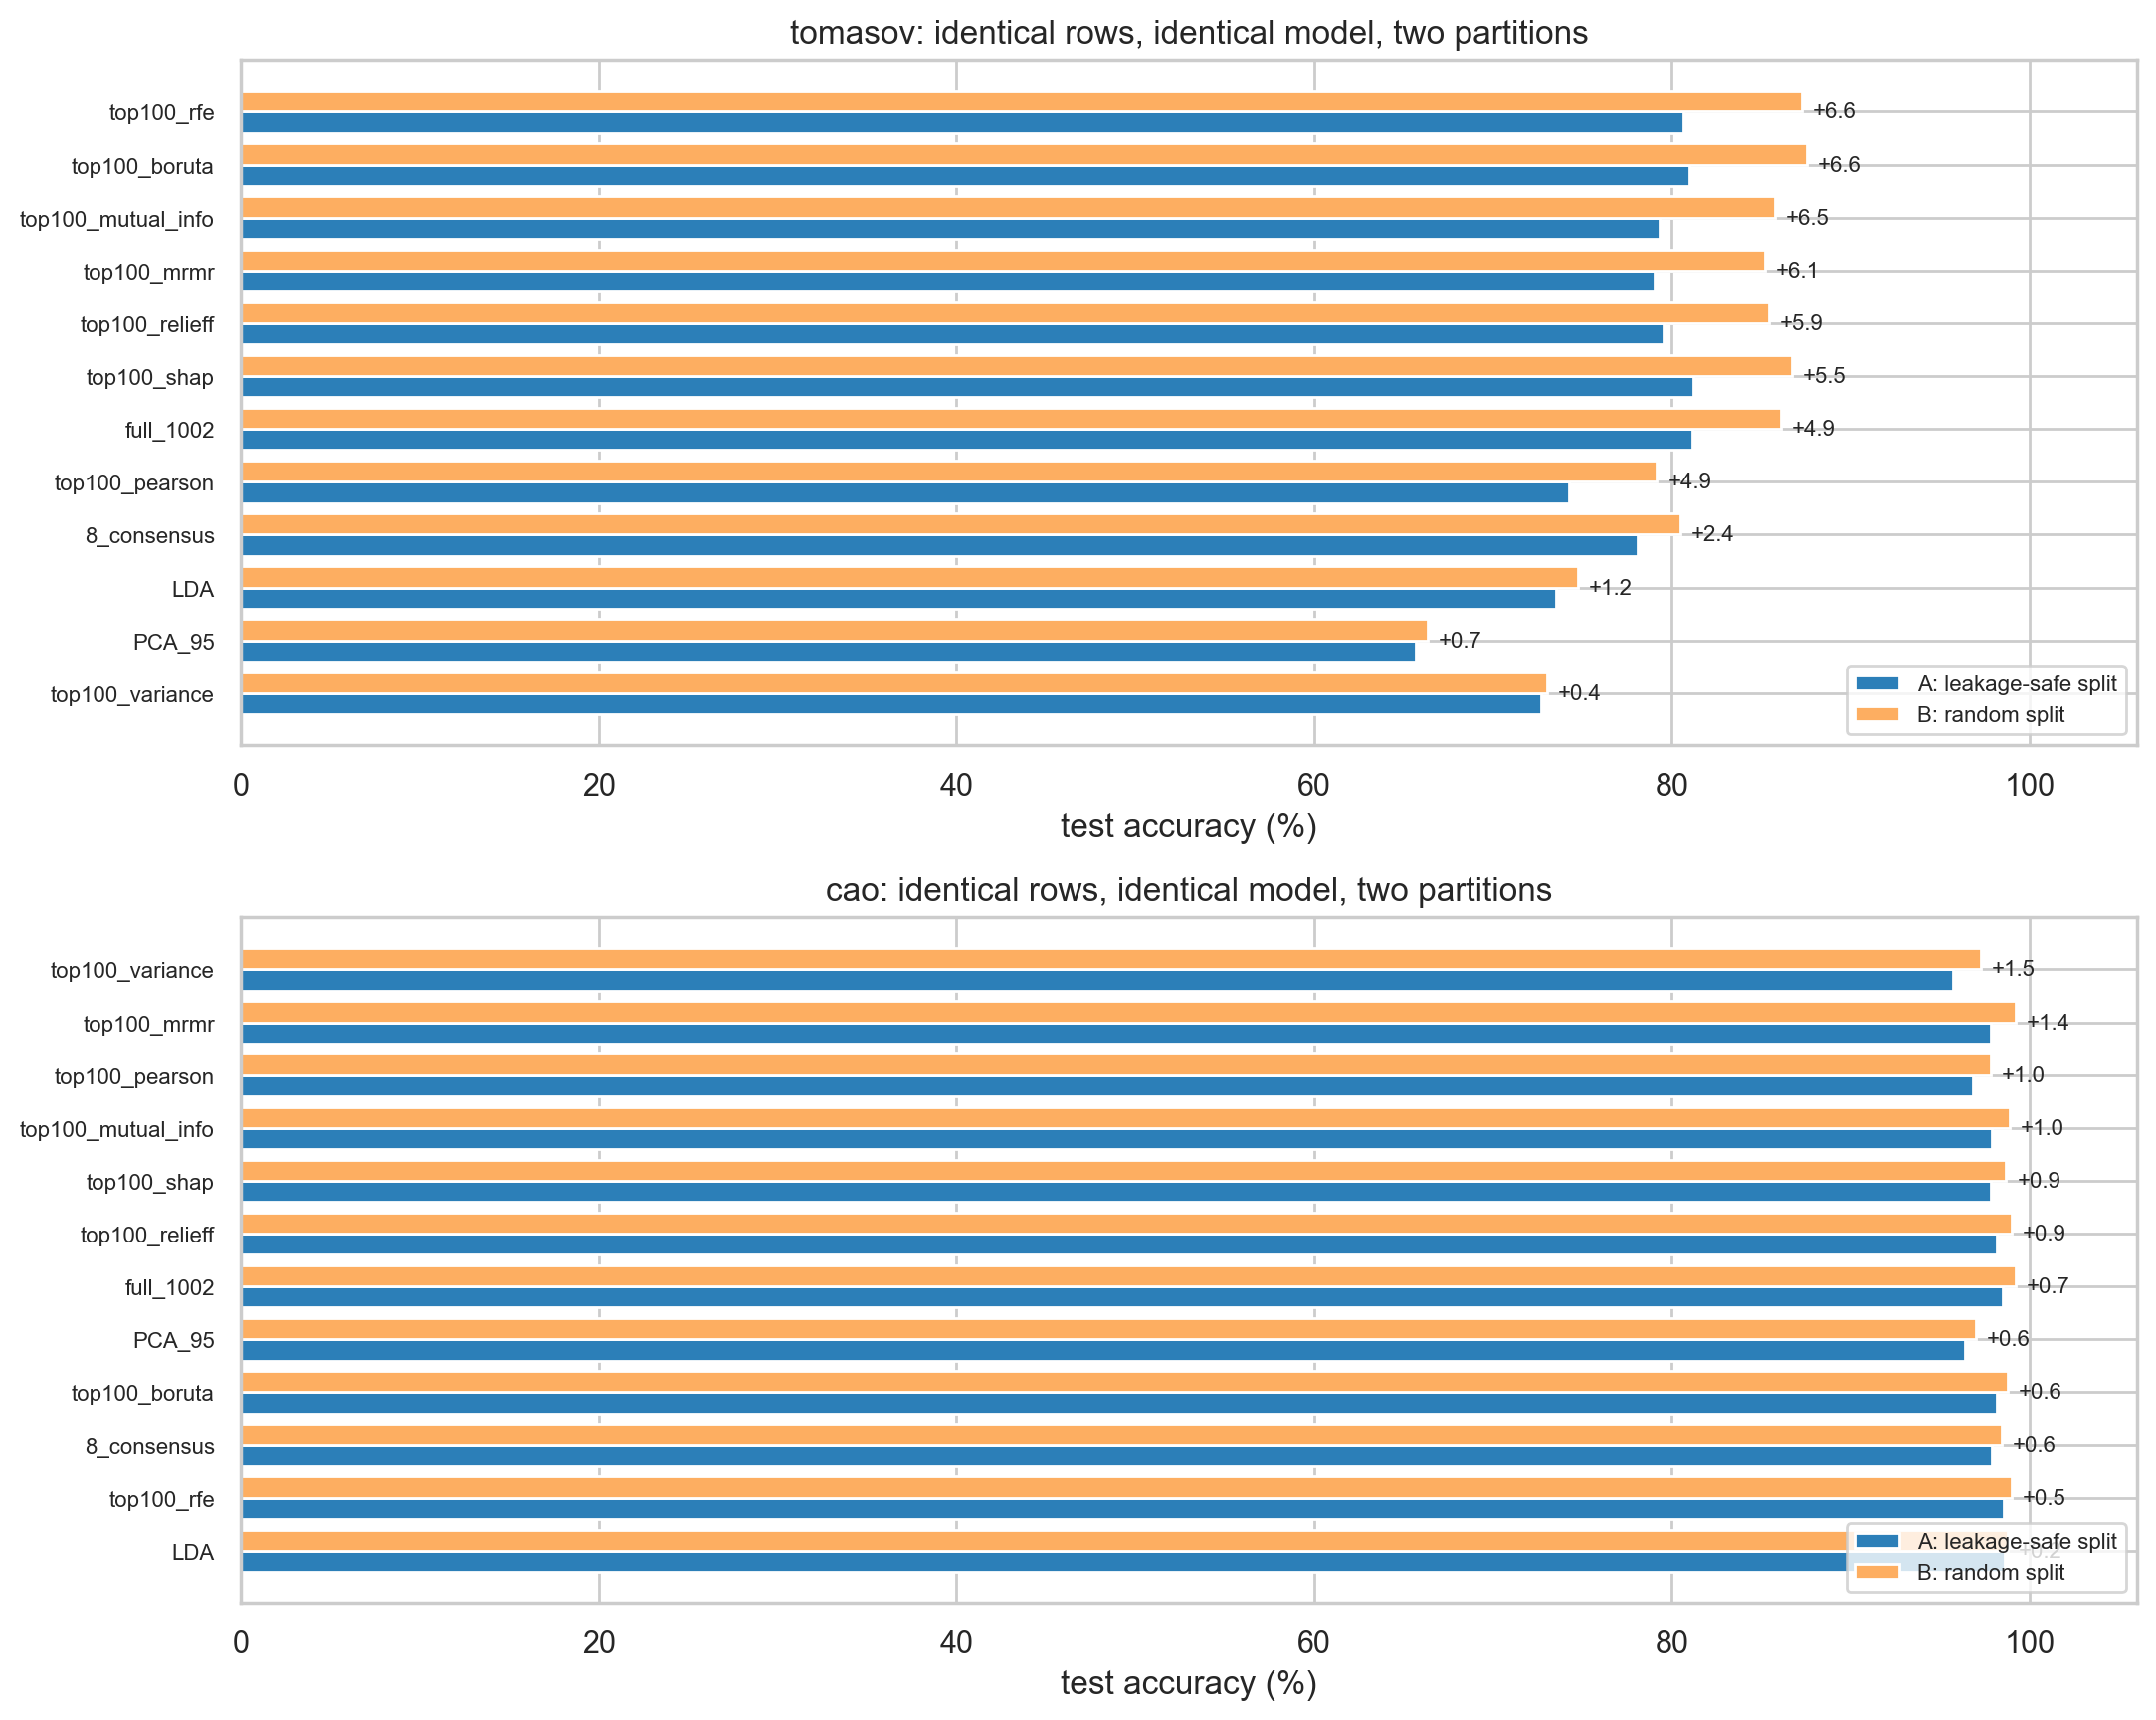 tomasov: identical rows, identical model, two partitions
top100_rfe
+6.6
top100_boruta
+6.6
top100_mutual_info
+6.5
top100_mrmr
+6.1
top100_relieff
+5.9
top100_shap
+5.5
full_1002
+4.9
top100_pearson
+4.9
8_consensus
+2.4
LDA
+1.2
PCA_95
+0.7
top100_variance
+0.4
A: leakage-safe split
B: random split
0 20 40 60 80 100
test accuracy (%)
cao: identical rows, identical model, two partitions
top100_variance
+1.5
top100_mrmr
+1.4
top100_pearson
+1.0
top100_mutual_info
+1.0
top100_shap
+0.9
top100_relieff
+0.9
full_1002
+0.7
PCA_95
+0.6
top100_boruta
+0.6
8_consensus
+0.6
top100_rfe
+0.5
LDA
+0.2
A: leakage-safe split
B: random split
0 20 40 60 80 100
test accuracy (%)